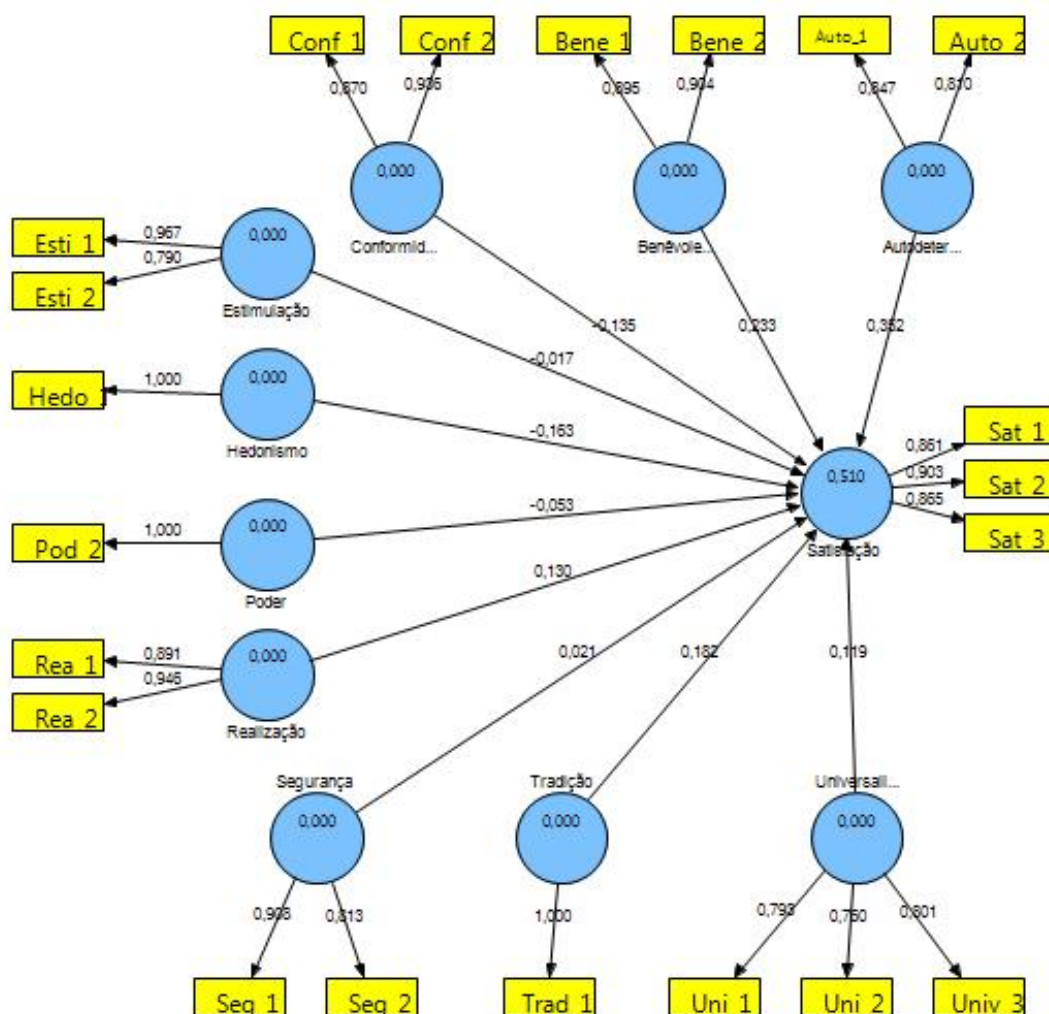 Conf 1
Conf 2
Bene 1
Bene 2
Auto_1
Auto 2
0,870
0,936
0,895
0,904
0,847
0,810
0,000
0,000
0,000
Conformid...
Benêvole...
Autodeter...
Esti 1
Esti 2
0,967
0,790
0,000
Estimulação
-0,135
0,233
0,352
-0,017
Hedo 1
1,000
0,000
Hedonismo
-0,163
Sat 1
Sat 2
Sat 3
0,861
0,903
0,865
0,510
Satisfação
Pod 2
1,000
0,000
Poder
-0,053
Rea 1
Rea 2
0,891
0,946
0,000
Realização
0,130
0,021
0,182
0,119
Segurança
Tradição
Universali...
0,000
0,000
0,000
0,813
1,000
0,793
0,801
Seg 1
Seg 2
Trad 1
Uni 1
Uni 2
Univ 3